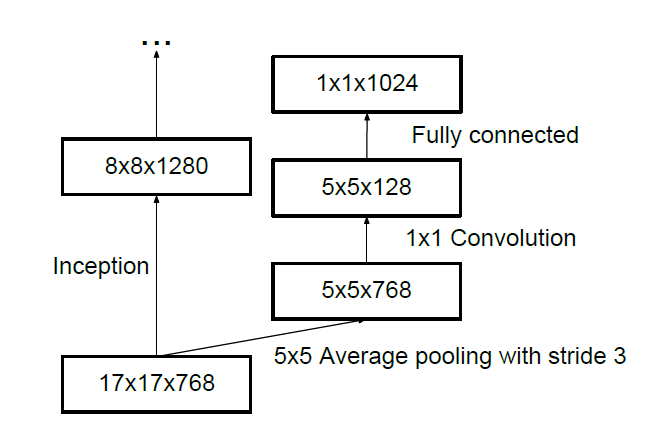 ...
1x1x1024
Fully connected
8x8x1280
5x5x128
1x1 Convolution
Inception
5x5x768
5x5 Average pooling with stride 3
17x17x768